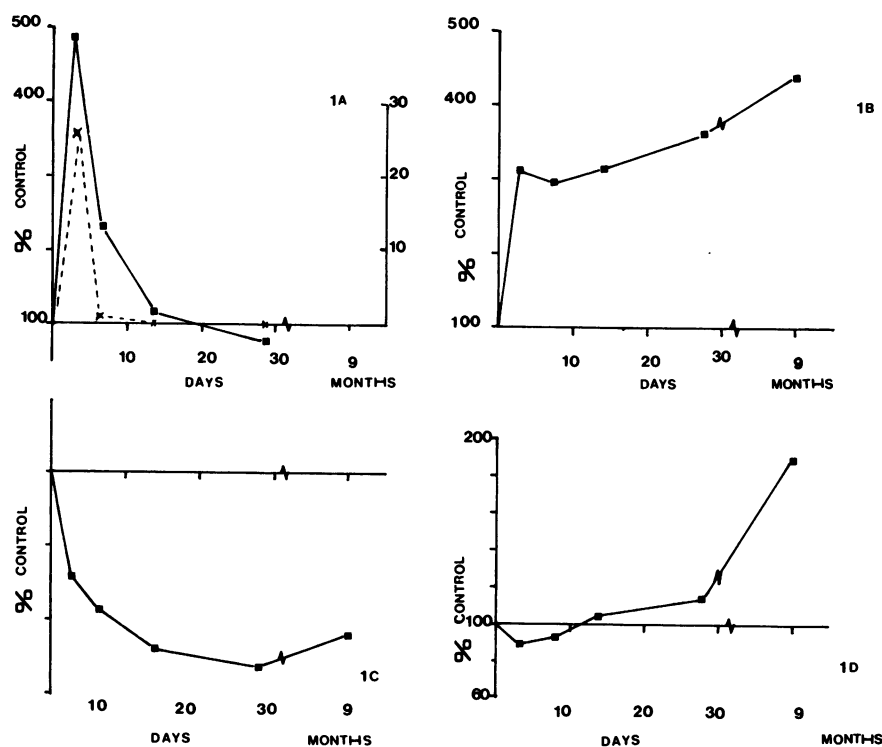 500
400
% CONTROL
100
1A
30
20
10
10 20 30 9
DAYS MONTHS
500
400
% CONTROL
100
1B
10 20 30 9
DAYS MONTHS
% CONTROL
1C
10 20 30 9
DAYS MONTHS
200
% CONTROL
100
60
1D
10 20 30 9
DAYS MONTHS